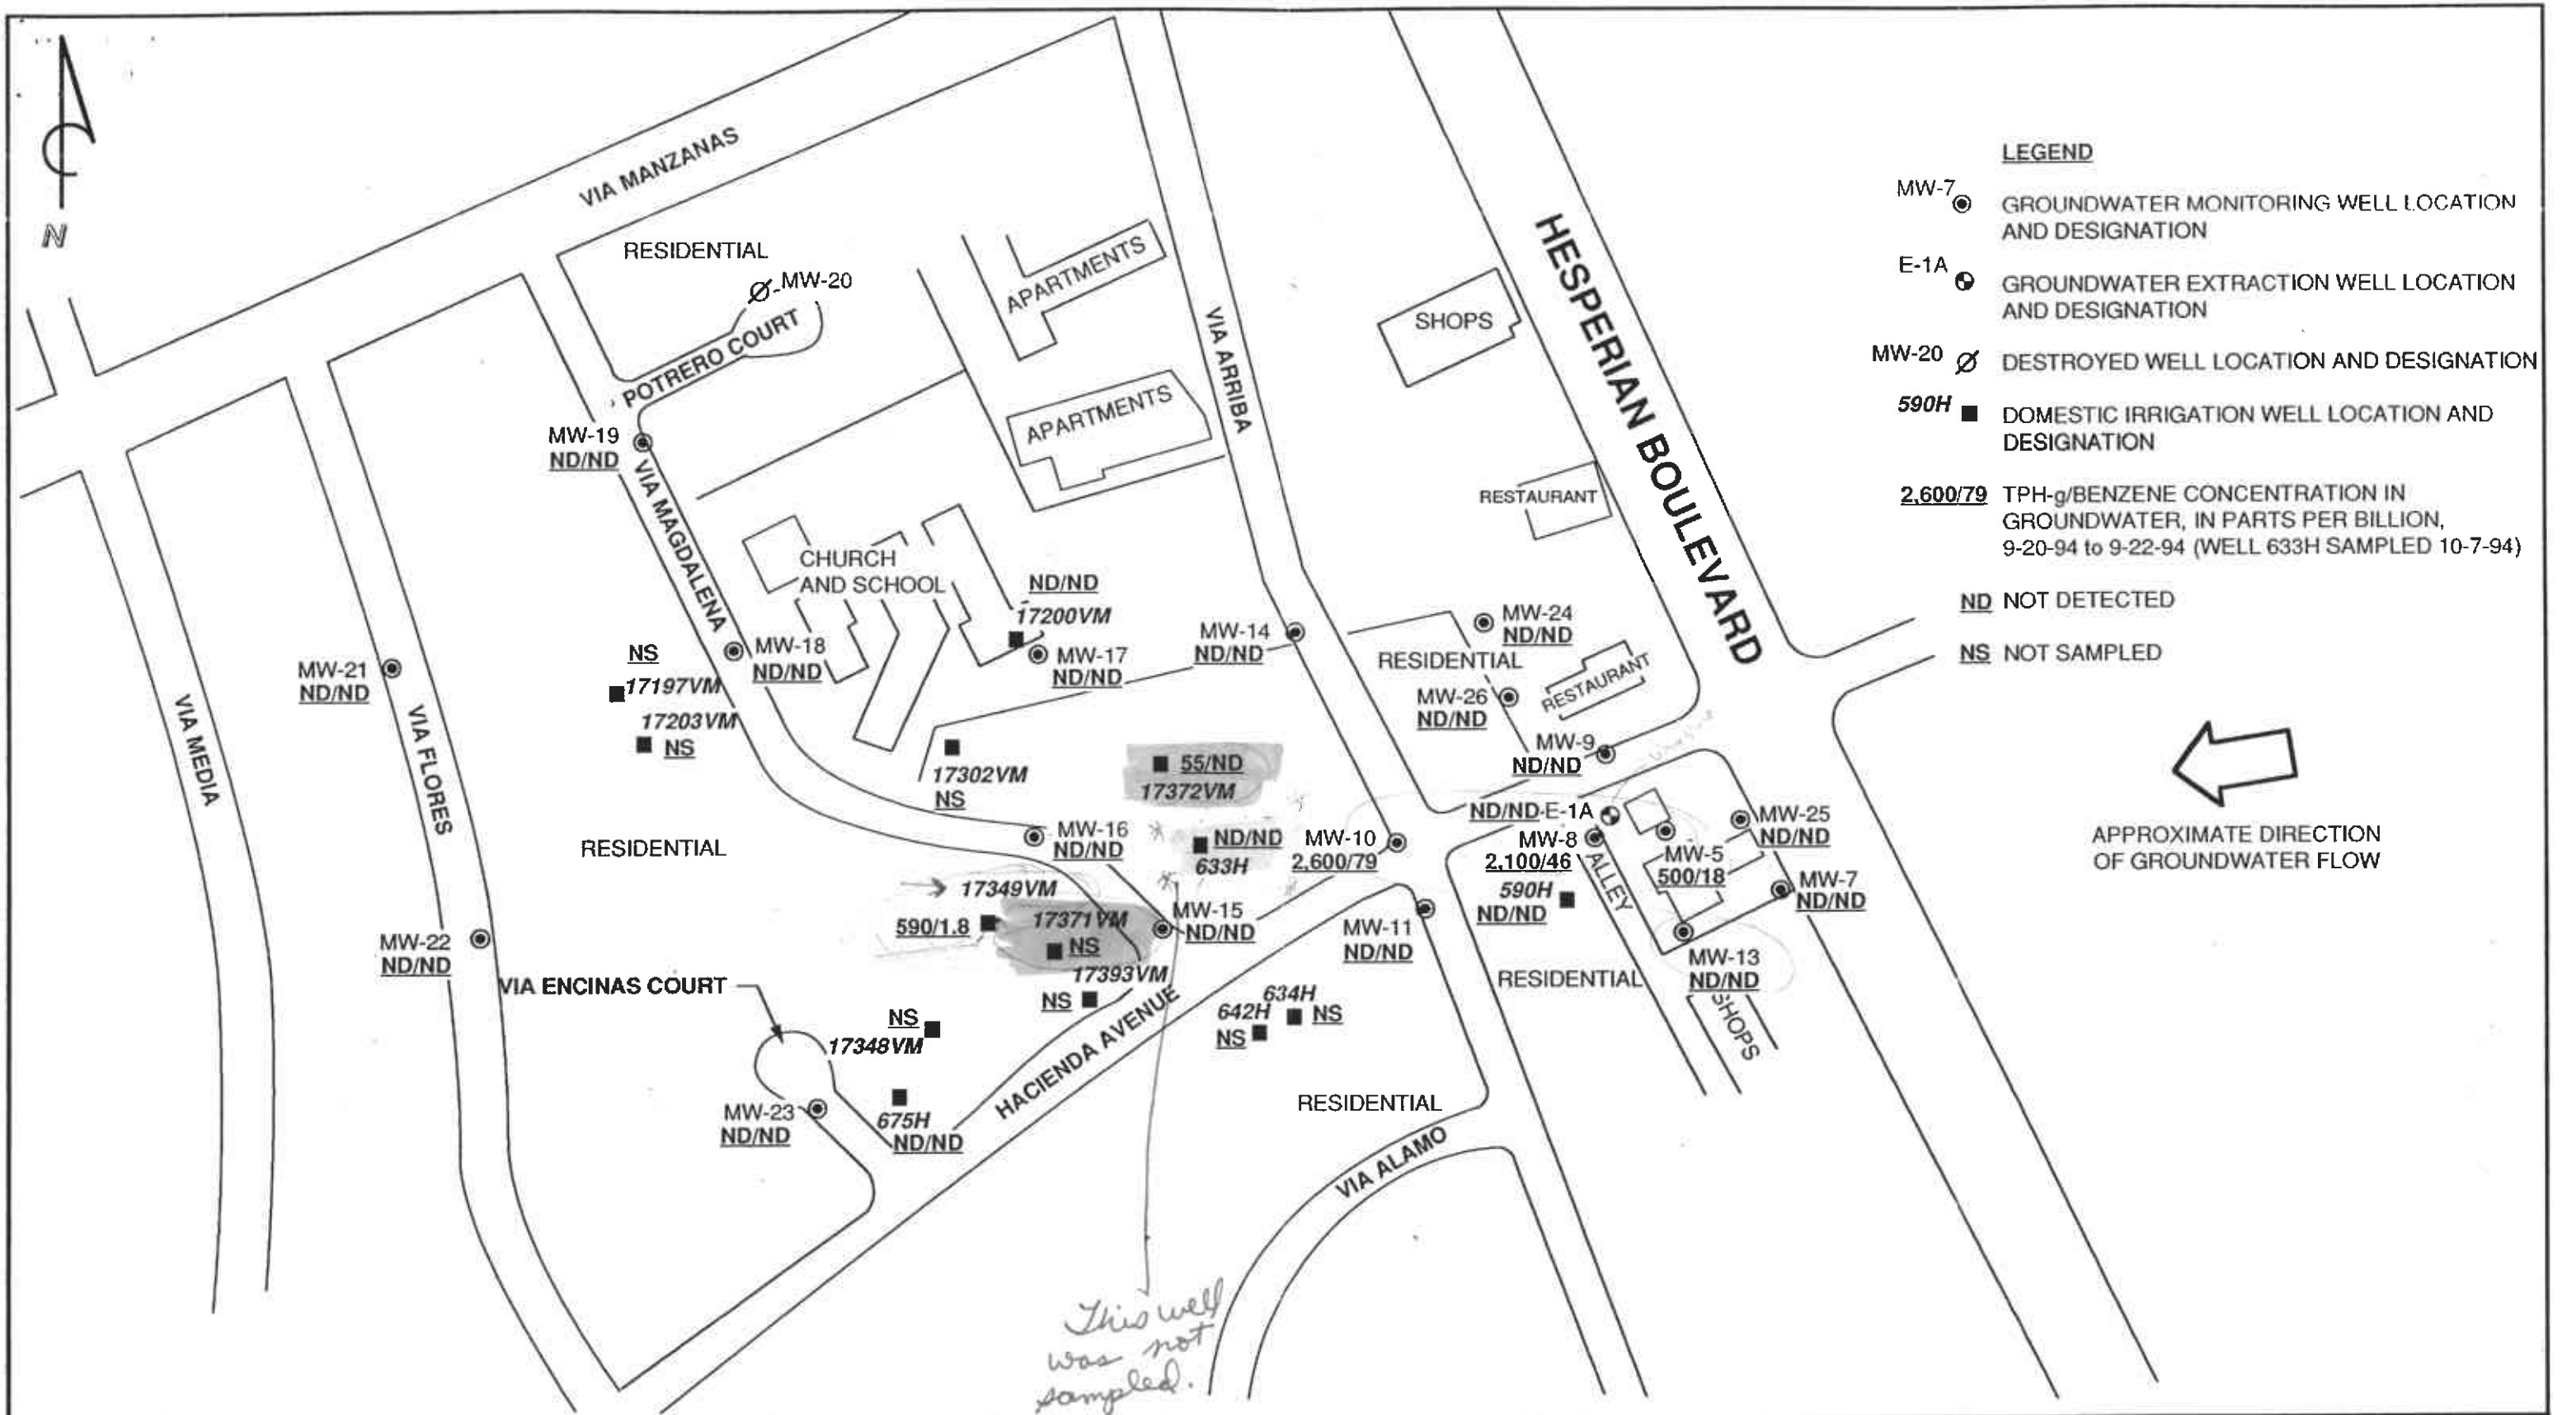 N
VIA MANZANAS
RESIDENTIAL
MW-20
POTRERO COURT
APARTMENTS
APARTMENTS
VIA ARRIBA
SHOPS
HESPERIAN BOULEVARD
RESTAURANT
LEGEND
MW-7
GROUNDWATER MONITORING WELL LOCATION
AND DESIGNATION
E-1A
GROUNDWATER EXTRACTION WELL LOCATION
AND DESIGNATION
MW-20
DESTROYED WELL LOCATION AND DESIGNATION
590H
DOMESTIC IRRIGATION WELL LOCATION AND
DESIGNATION
2,600/79
TPH-g/BENZENE CONCENTRATION IN
GROUNDWATER, IN PARTS PER BILLION,
9-20-94 to 9-22-94 (WELL 633H SAMPLED 10-7-94)
ND NOT DETECTED
NS NOT SAMPLED
APPROXIMATE DIRECTION
OF GROUNDWATER FLOW
MW-19
ND/ND
VIA MAGDALENA
CHURCH
AND SCHOOL
ND/ND
17200VM
MW-17
ND/ND
MW-18
ND/ND
MW-14
ND/ND
MW-24
ND/ND
RESIDENTIAL
MW-26
ND/ND
RESTAURANT
MW-9
ND/ND
NS
17197VM
17203VM
NS
MW-21
ND/ND
VIA MEDIA
VIA FLORES
17302VM
NS
55/ND
17372VM
RESIDENTIAL
MW-16
ND/ND
ND/ND
633H
MW-10
2,600/79
ND/ND E-1A
MW-8
2,100/46
590H
ND/ND
ALLEY
MW-5
500/18
MW-25
ND/ND
MW-7
ND/ND
MW-13
ND/ND
SHOPS
RESIDENTIAL
17349VM
590/1.8
17371VM
NS
MW-15
ND/ND
MW-11
ND/ND
17393VM
NS
634H
NS
642H
NS
MW-22
ND/ND
VIA ENCINAS COURT
NS
17348VM
675H
ND/ND
MW-23
ND/ND
HACIENDA AVENUE
RESIDENTIAL
VIA ALAMO
This well
was not
sampled.